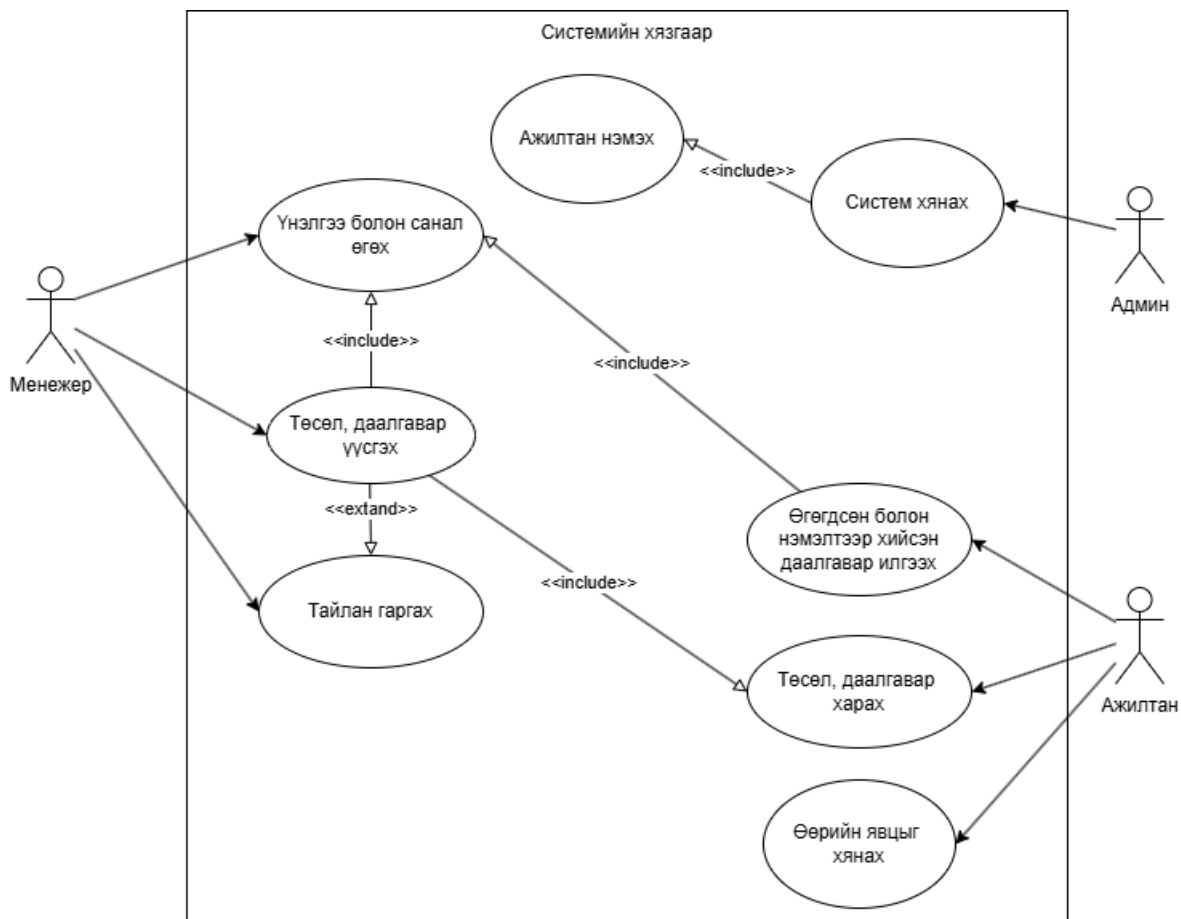 Системийн хязгаар
Ажилтан нэмэх
<<include>>
Систем хянах
Админ
Үнэлгээ болон санал
өгөх
Менежер
<<include>>
<<include>>
Төсөл, даалгавар
үүсгэх
<<extand>>
Өгөгдсөн болон
нэмэлтээр хийсэн
даалгавар илгээх
<<include>>
Тайлан гаргах
Төсөл, даалгавар
харах
Ажилтан
Өөрийн явцыг
хянах